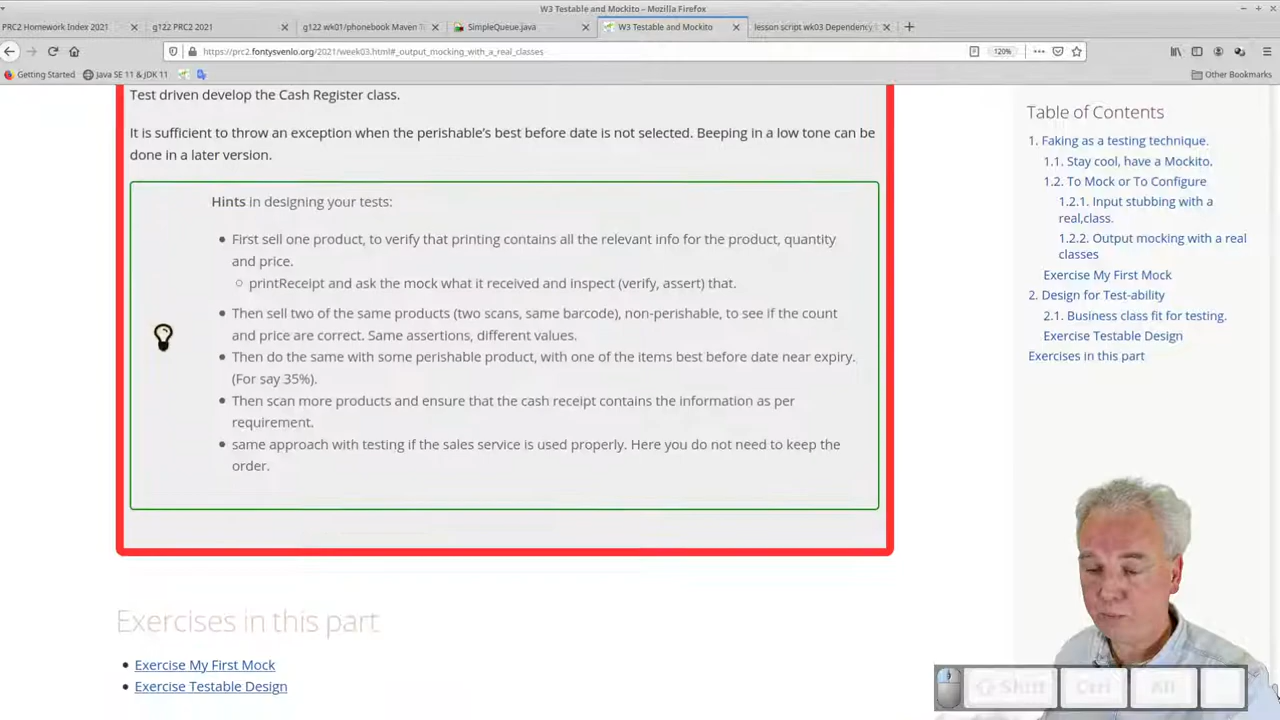 W3 Testable and Mockito - Mozilla Firefox
PRC2 Homework Index 2021
g122 PRC2 2021
g122 wk01/phonebook Maven T
SimpleQueue.java
W3 Testable and Mockito
lesson script wk03 Dependency I
https://prc2.fontysvenlo.org/2021/week03.html#_output_mocking_with_a_real_classes
120%
Getting Started
Java SE 11 & JDK 11
Other Bookmarks
Test driven develop the Cash Register class.
It is sufficient to throw an exception when the perishable's best before date is not selected. Beeping in a low tone can be
done in a later version.
Hints in designing your tests:
First sell one product, to verify that printing contains all the relevant info for the product, quantity
and price.
printReceipt and ask the mock what it received and inspect (verify, assert) that.
Then sell two of the same products (two scans, same barcode), non-perishable, to see if the count
and price are correct. Same assertions, different values.
Then do the same with some perishable product, with one of the items best before date near expiry.
(For say 35%).
Then scan more products and ensure that the cash receipt contains the information as per
requirement.
same approach with testing if the sales service is used properly. Here you do not need to keep the
order.
Exercises in this part
Exercise My First Mock
Exercise Testable Design
Table of Contents
1. Faking as a testing technique.
1.1. Stay cool, have a Mockito.
1.2. To Mock or To Configure
1.2.1. Input stubbing with a
real,class.
1.2.2. Output mocking with a real
classes
Exercise My First Mock
2. Design for Test-ability
2.1. Business class fit for testing.
Exercise Testable Design
Exercises in this part
Shift
Ctrl
Alt